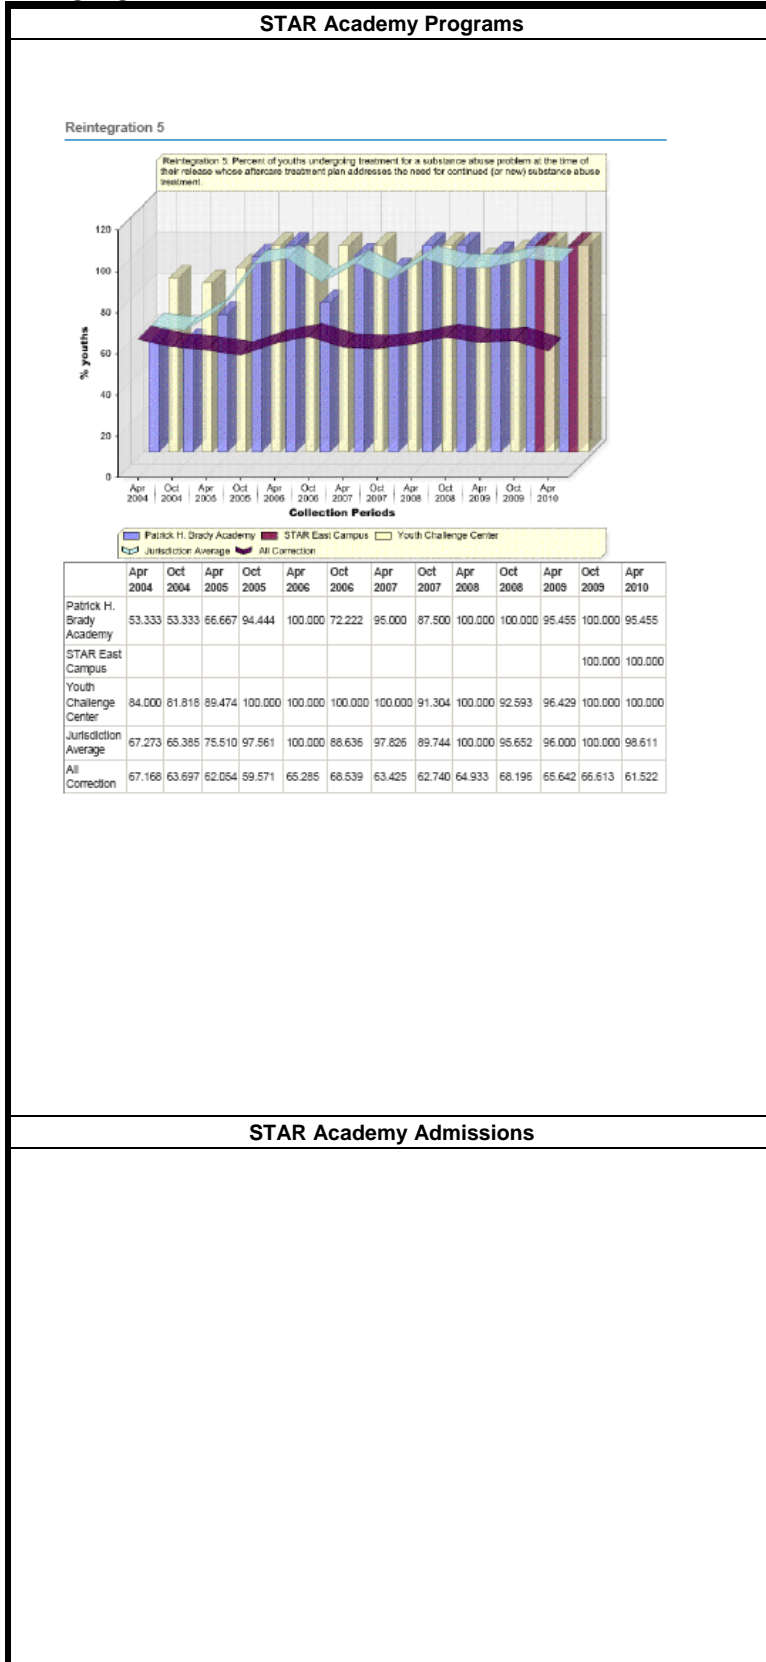 STAR Academy Programs
Reintegration 5
Reintegration 5: Percent of youths undergoing treatment for a substance abuse problem at the time of
their release whose aftercare treatment plan addresses the need for continued (or new) substance abuse
treatment.
120
100
80
60
40
20
0
% youths
Apr 2004 Oct 2004 Apr 2005 Oct 2005 Apr 2006 Oct 2006 Apr 2007 Oct 2007 Apr 2008 Oct 2008 Apr 2009 Oct 2009 Apr 2010
Collection Periods
Patrick H. Brady Academy STAR East Campus Youth Challenge Center
Jurisdiction Average All Correction
Apr 2004 Oct 2004 Apr 2005 Oct 2005 Apr 2006 Oct 2006 Apr 2007 Oct 2007 Apr 2008 Oct 2008 Apr 2009 Oct 2009 Apr 2010
Patrick H. Brady Academy 53.333 53.333 66.667 94.444 100.000 72.222 95.000 87.500 100.000 100.000 95.455 100.000 95.455
STAR East Campus 100.000 100.000
Youth Challenge Center 84.000 81.818 89.474 100.000 100.000 100.000 100.000 91.304 100.000 92.593 96.429 100.000 100.000
Jurisdiction Average 67.273 65.385 75.510 97.561 100.000 88.636 97.826 89.744 100.000 95.652 96.000 100.000 98.611
All Correction 67.168 63.697 62.054 59.571 65.285 68.539 63.425 62.740 64.933 68.196 65.642 66.613 61.522
STAR Academy Admissions